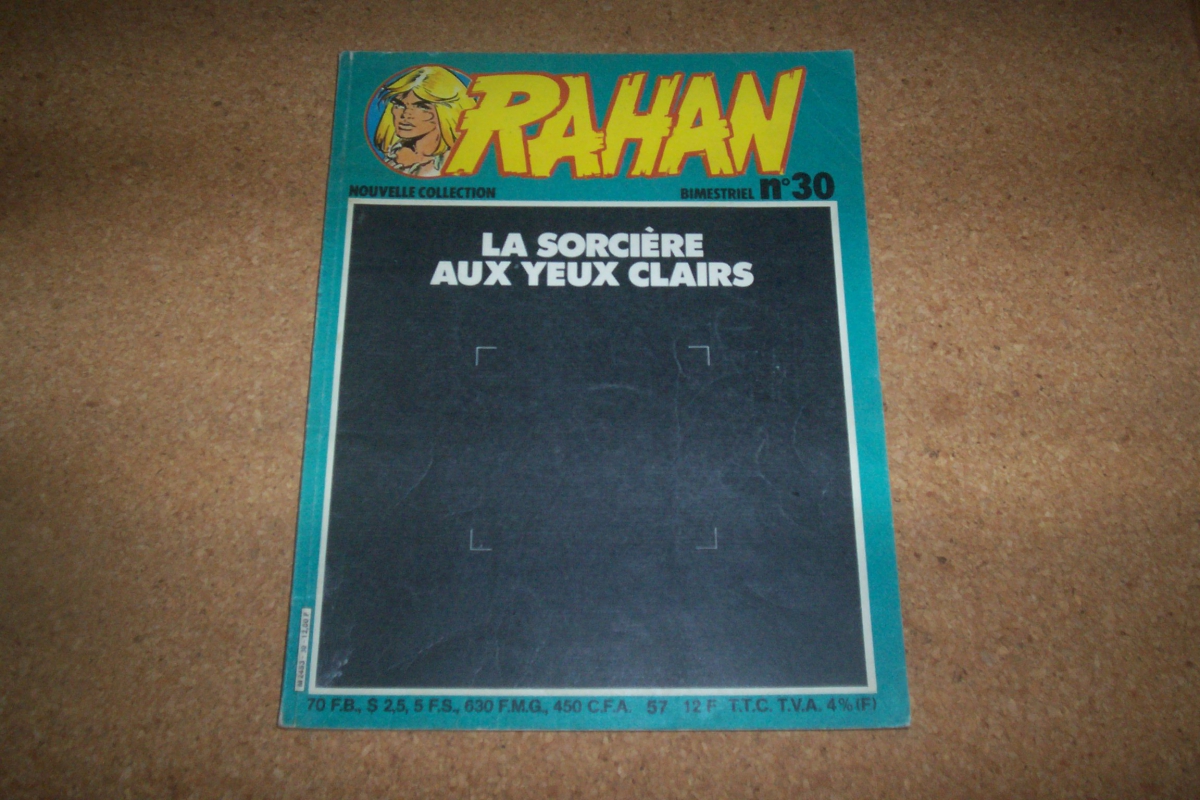 RAHAN
NOUVELLE COLLECTION
BIMESTRIEL n°30
LA SORCIÈRE
AUX YEUX CLAIRS
70 F.B., $ 2,5, 5 F.S., 630 F.M.G., 450 C.F.A. 57 12 F. T.T.C. T.V.A. 4% (F)